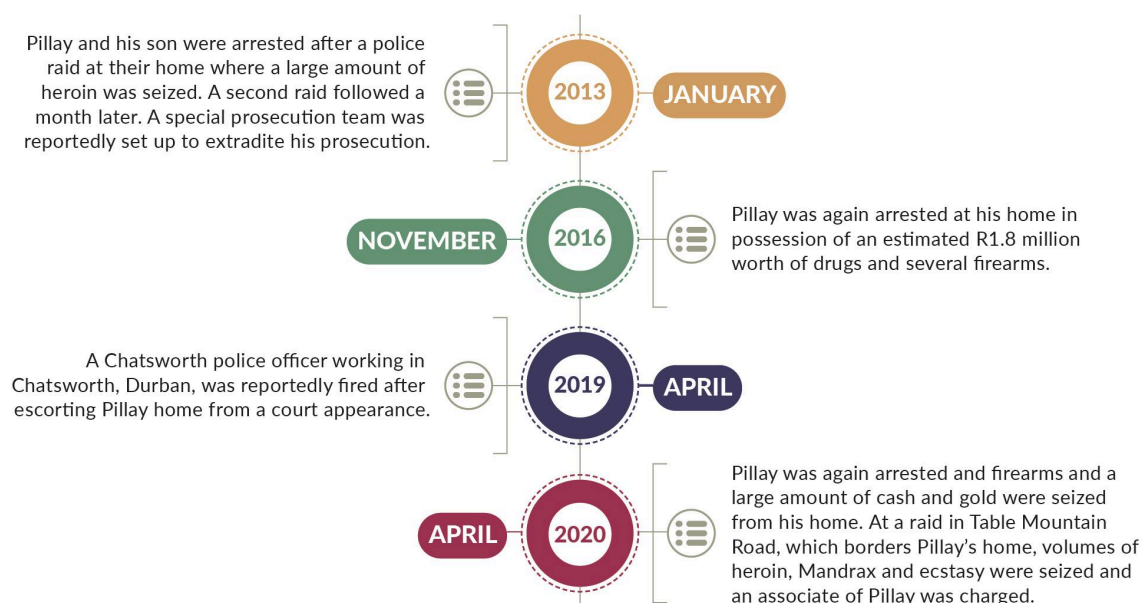 Pillay and his son were arrested after a police
raid at their home where a large amount of
heroin was seized. A second raid followed a
month later. A special prosecution team was
reportedly set up to extradite his prosecution.
2013
JANUARY
NOVEMBER
2016
Pillay was again arrested at his home in
possession of an estimated R1.8 million
worth of drugs and several firearms.
A Chatsworth police officer working in
Chatsworth, Durban, was reportedly fired after
escorting Pillay home from a court appearance.
2019
APRIL
APRIL
2020
Pillay was again arrested and firearms and a
large amount of cash and gold were seized
from his home. At a raid in Table Mountain
Road, which borders Pillay’s home, volumes of
heroin, Mandrax and ecstasy were seized and
an associate of Pillay was charged.